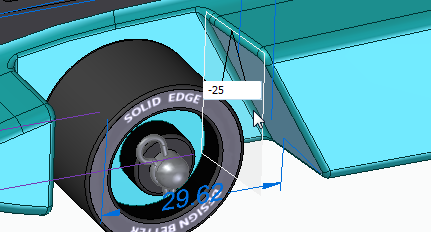 -25
SOLID EDGE
29.62
DESIGN BETTER